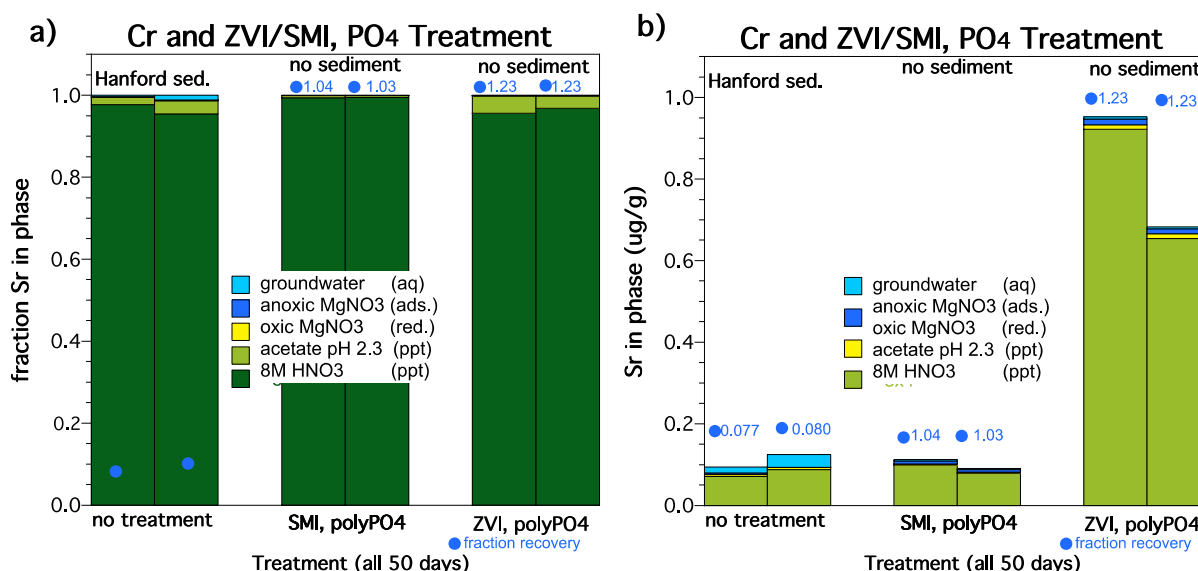 a)
Cr and ZVI/SMI, PO4 Treatment
no sediment
Hanford sed.
no sediment
1.04
1.03
1.23
1.23
fraction Sr in phase
1.0
0.8
0.6
0.4
0.2
0.0
groundwater (aq)
anoxic MgNO3 (ads.)
oxic MgNO3 (red.)
acetate pH 2.3 (ppt)
8M HNO3 (ppt)
no treatment
SMI, polyPO4
ZVI, polyPO4
fraction recovery
Treatment (all 50 days)
b)
Cr and ZVI/SMI, PO4 Treatment
no sediment
no sediment
Hanford sed.
1.23
1.23
Sr in phase (ug/g)
1.0
0.8
0.6
0.4
0.2
0.0
groundwater (aq)
anoxic MgNO3 (ads.)
oxic MgNO3 (red.)
acetate pH 2.3 (ppt)
8M HNO3 (ppt)
0.077
0.080
1.04
1.03
no treatment
SMI, polyPO4
ZVI, polyPO4
fraction recovery
Treatment (all 50 days)